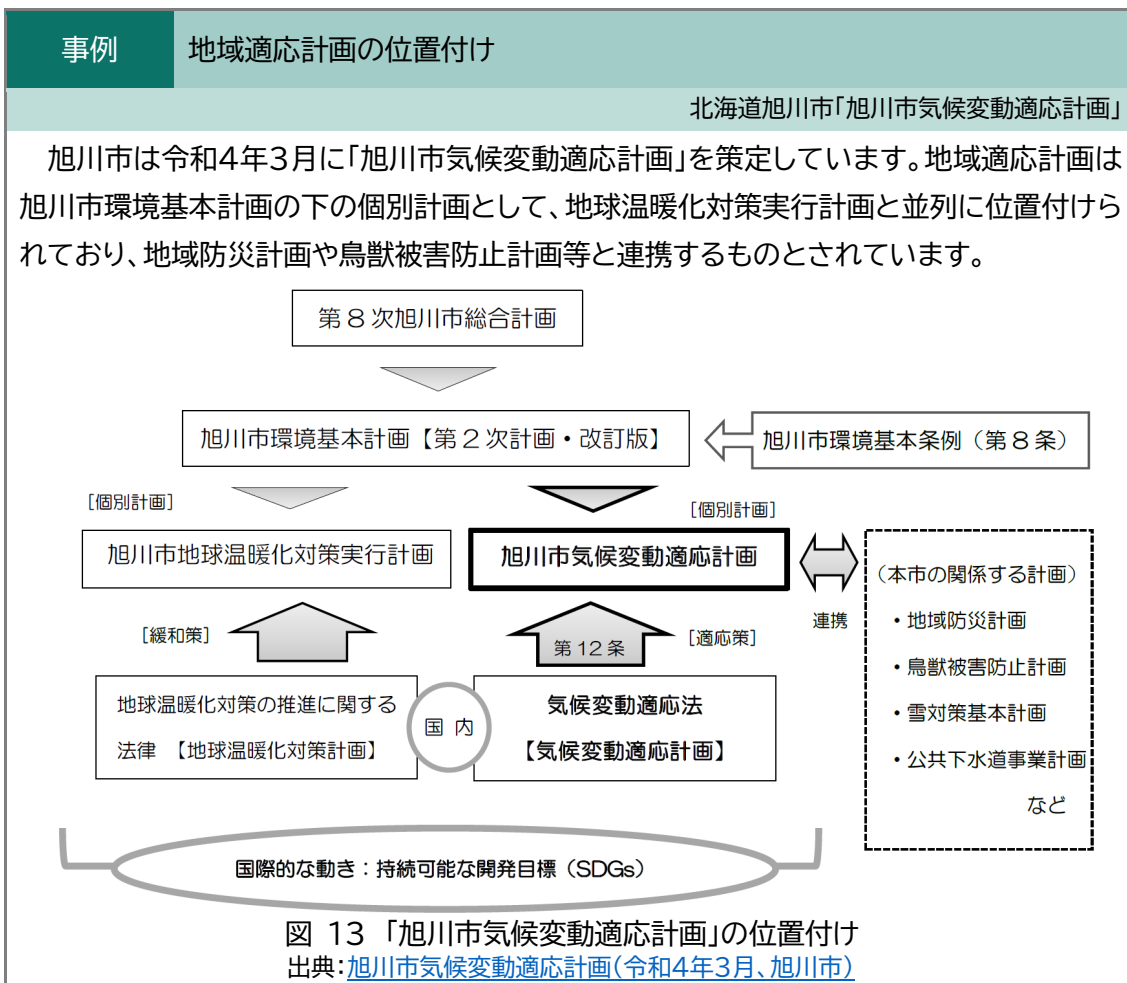 事例
地域適応計画の位置付け
北海道旭川市「旭川市気候変動適応計画」
旭川市は令和4年3月に「旭川市気候変動適応計画」を策定しています。地域適応計画は
旭川市環境基本計画の下の個別計画として、地球温暖化対策実行計画と並列に位置付けら
れており、地域防災計画や鳥獣被害防止計画等と連携するものとされています。
第8次旭川市総合計画
旭川市環境基本計画【第2次計画・改訂版】
旭川市環境基本条例（第8条）
[個別計画]
[個別計画]
旭川市地球温暖化対策実行計画
旭川市気候変動適応計画
連携
（本市の関係する計画）
・地域防災計画
・鳥獣被害防止計画
・雪対策基本計画
・公共下水道事業計画
など
[緩和策]
第12条
[適応策]
地球温暖化対策の推進に関する
法律 【地球温暖化対策計画】
国 内
気候変動適応法
【気候変動適応計画】
国際的な動き：持続可能な開発目標（SDGs）
図 13 「旭川市気候変動適応計画」の位置付け
出典：旭川市気候変動適応計画(令和4年3月、旭川市)